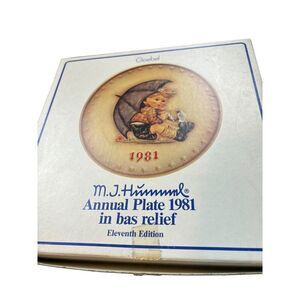 Goebel
1981
M.J.Hummel®
Annual Plate 1981
in bas relief
Eleventh Edition